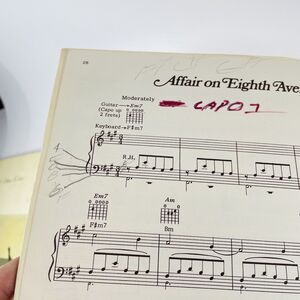 28
Affair on Eighth Ave
Moderately
CAPO 1
Guitar → Em7
(Capo up
2 frets)
Keyboard → F♯m7
R.H.
Em7 Am
F♯m7 Bm